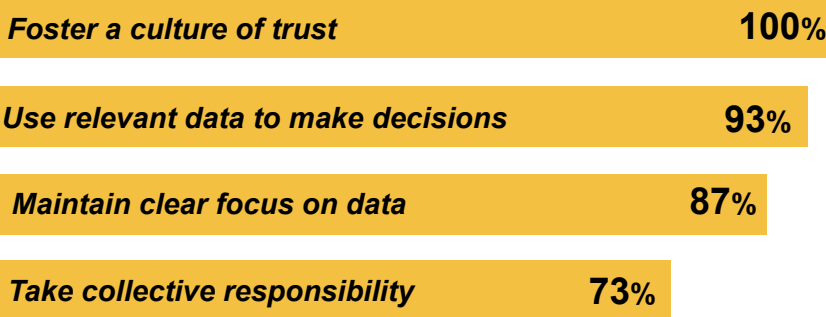 Foster a culture of trust 100%
Use relevant data to make decisions 93%
Maintain clear focus on data 87%
Take collective responsibility 73%